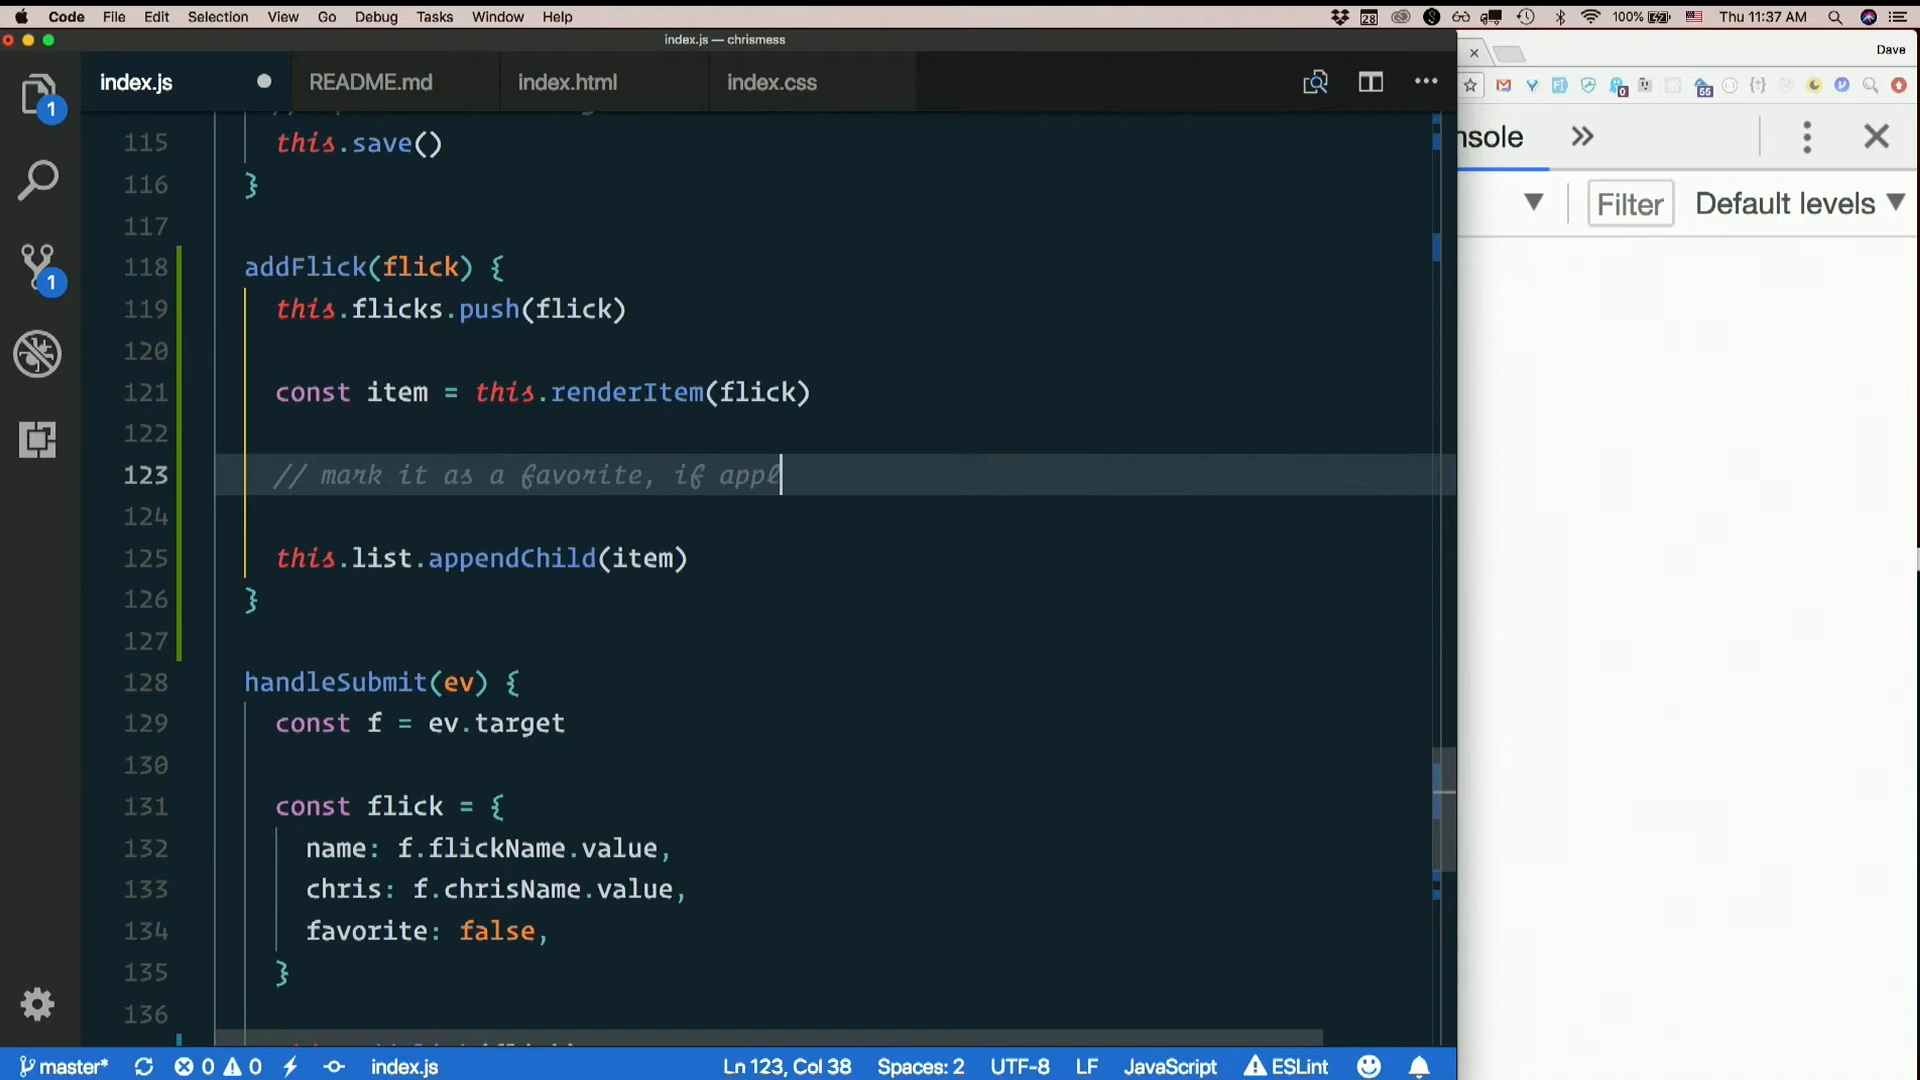 Code File Edit Selection View Go Debug Tasks Window Help 28 100% Thu 11:37 AM
index.js — chrismess
Dave
index.js README.md index.html index.css
0 55
1
nsole
Filter Default levels
1
115 this.save()
116 }
117
118 addFlick(flick) {
119 this.flicks.push(flick)
120
121 const item = this.renderItem(flick)
122
123 // mark it as a favorite, if appl
124
125 this.list.appendChild(item)
126 }
127
128 handleSubmit(ev) {
129 const f = ev.target
130
131 const flick = {
132 name: f.flickName.value,
133 chris: f.chrisName.value,
134 favorite: false,
135 }
136
master* 0 0 index.js Ln 123, Col 38 Spaces: 2 UTF-8 LF JavaScript ESLint